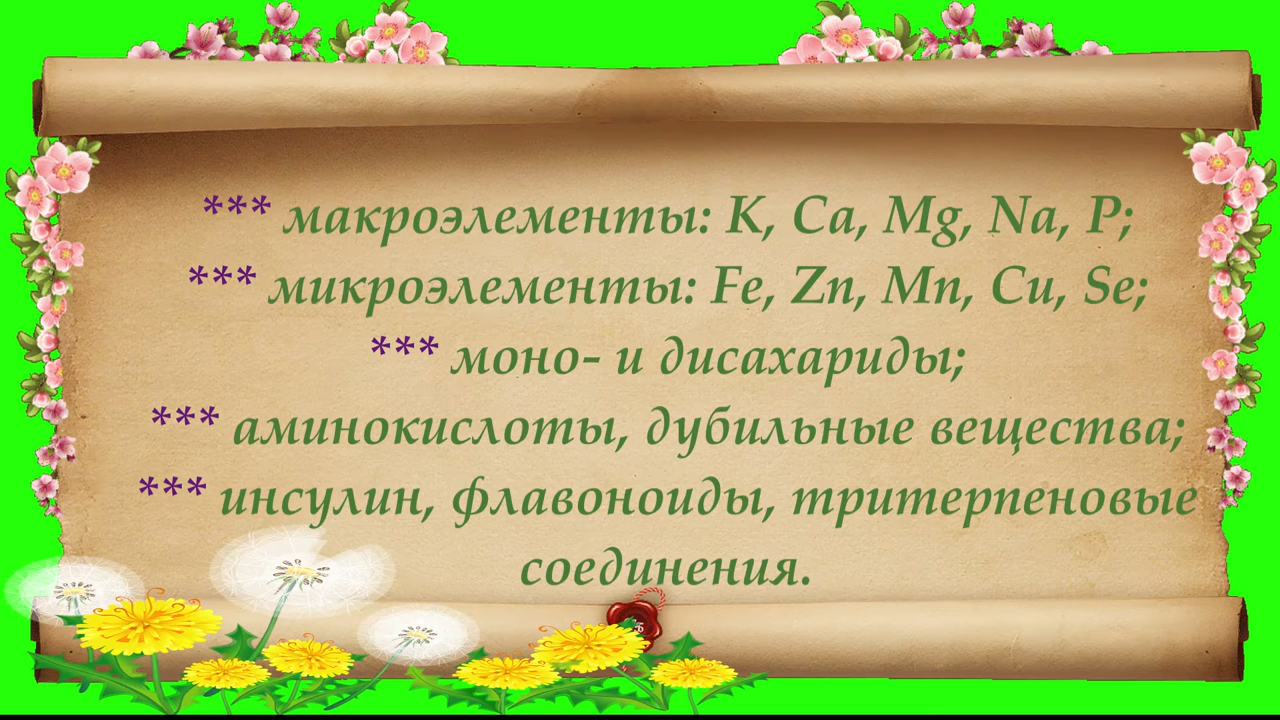 *** макроэлементы: K, Ca, Mg, Na, P;
*** микроэлементы: Fe, Zn, Mn, Cu, Se;
*** моно- и дисахариды;
*** аминокислоты, дубильные вещества;
*** инсулин, флавоноиды, тритерпеновые
соединения.